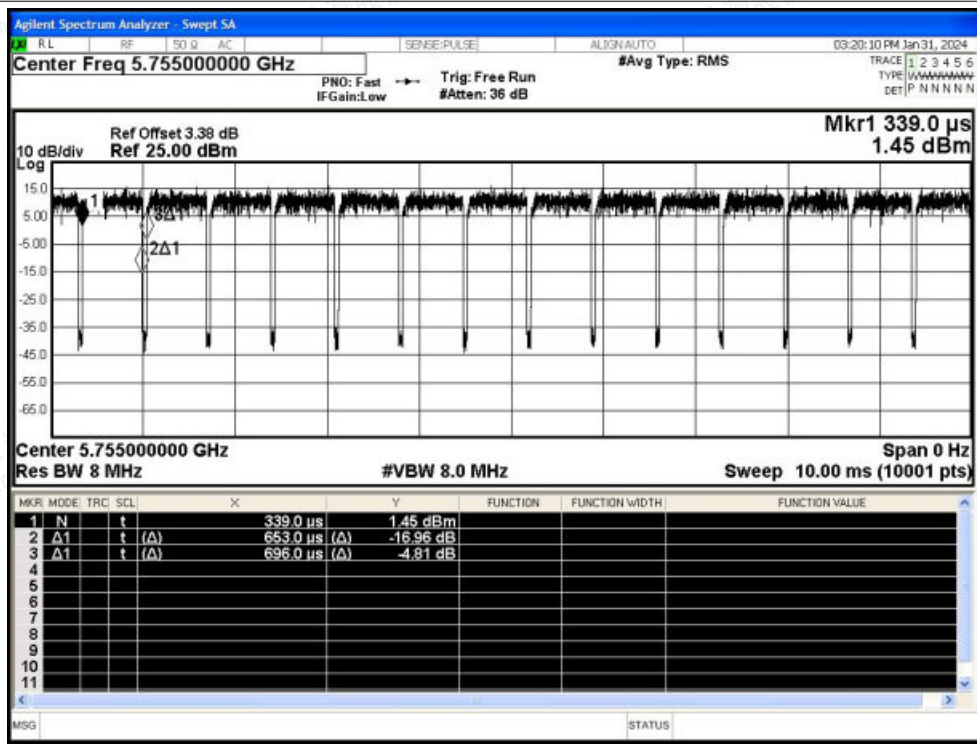 Agilent Spectrum Analyzer - Swept SA
LXI RL RF 50 Ω AC SENSE:PULSE ALIGN AUTO 03:20:10 PM Jan 31, 2024
Center Freq 5.755000000 GHz #Avg Type: RMS TRACE 1 2 3 4 5 6
PNO: Fast Trig: Free Run TYPE
IFGain:Low #Atten: 36 dB DET P N N N N N
Mkr1 339.0 µs
Ref Offset 3.38 dB
10 dB/div Ref 25.00 dBm 1.45 dBm
Log
15.0
1
5.00
3Δ1
-5.00
2Δ1
-15.0
-25.0
-35.0
-45.0
-55.0
-65.0
Center 5.755000000 GHz Span 0 Hz
Res BW 8 MHz #VBW 8.0 MHz Sweep 10.00 ms (10001 pts)
MKR MODE TRC SCL X Y FUNCTION FUNCTION WIDTH FUNCTION VALUE
1 N t 339.0 µs 1.45 dBm
2 Δ1 t (Δ) 653.0 µs (Δ) -16.96 dB
3 Δ1 t (Δ) 696.0 µs (Δ) -4.81 dB
4
5
6
7
8
9
10
11
MSG STATUS